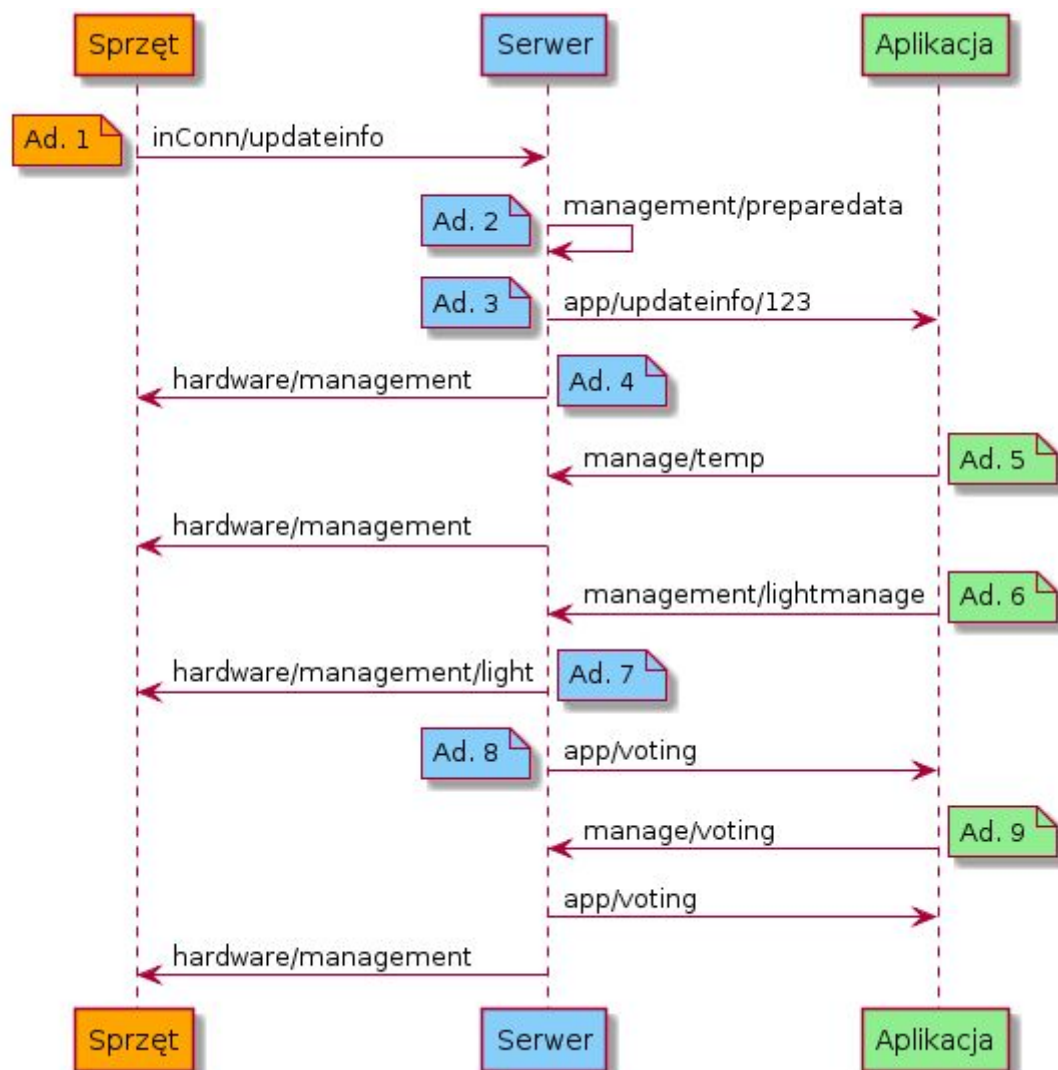 Sprzęt Serwer Aplikacja
Ad. 1 inConn/updateinfo
Ad. 2 management/preparedata
Ad. 3 app/updateinfo/123
hardware/management Ad. 4
manage/temp Ad. 5
hardware/management
management/lightmanage Ad. 6
hardware/management/light Ad. 7
Ad. 8 app/voting
manage/voting Ad. 9
app/voting
hardware/management
Sprzęt Serwer Aplikacja